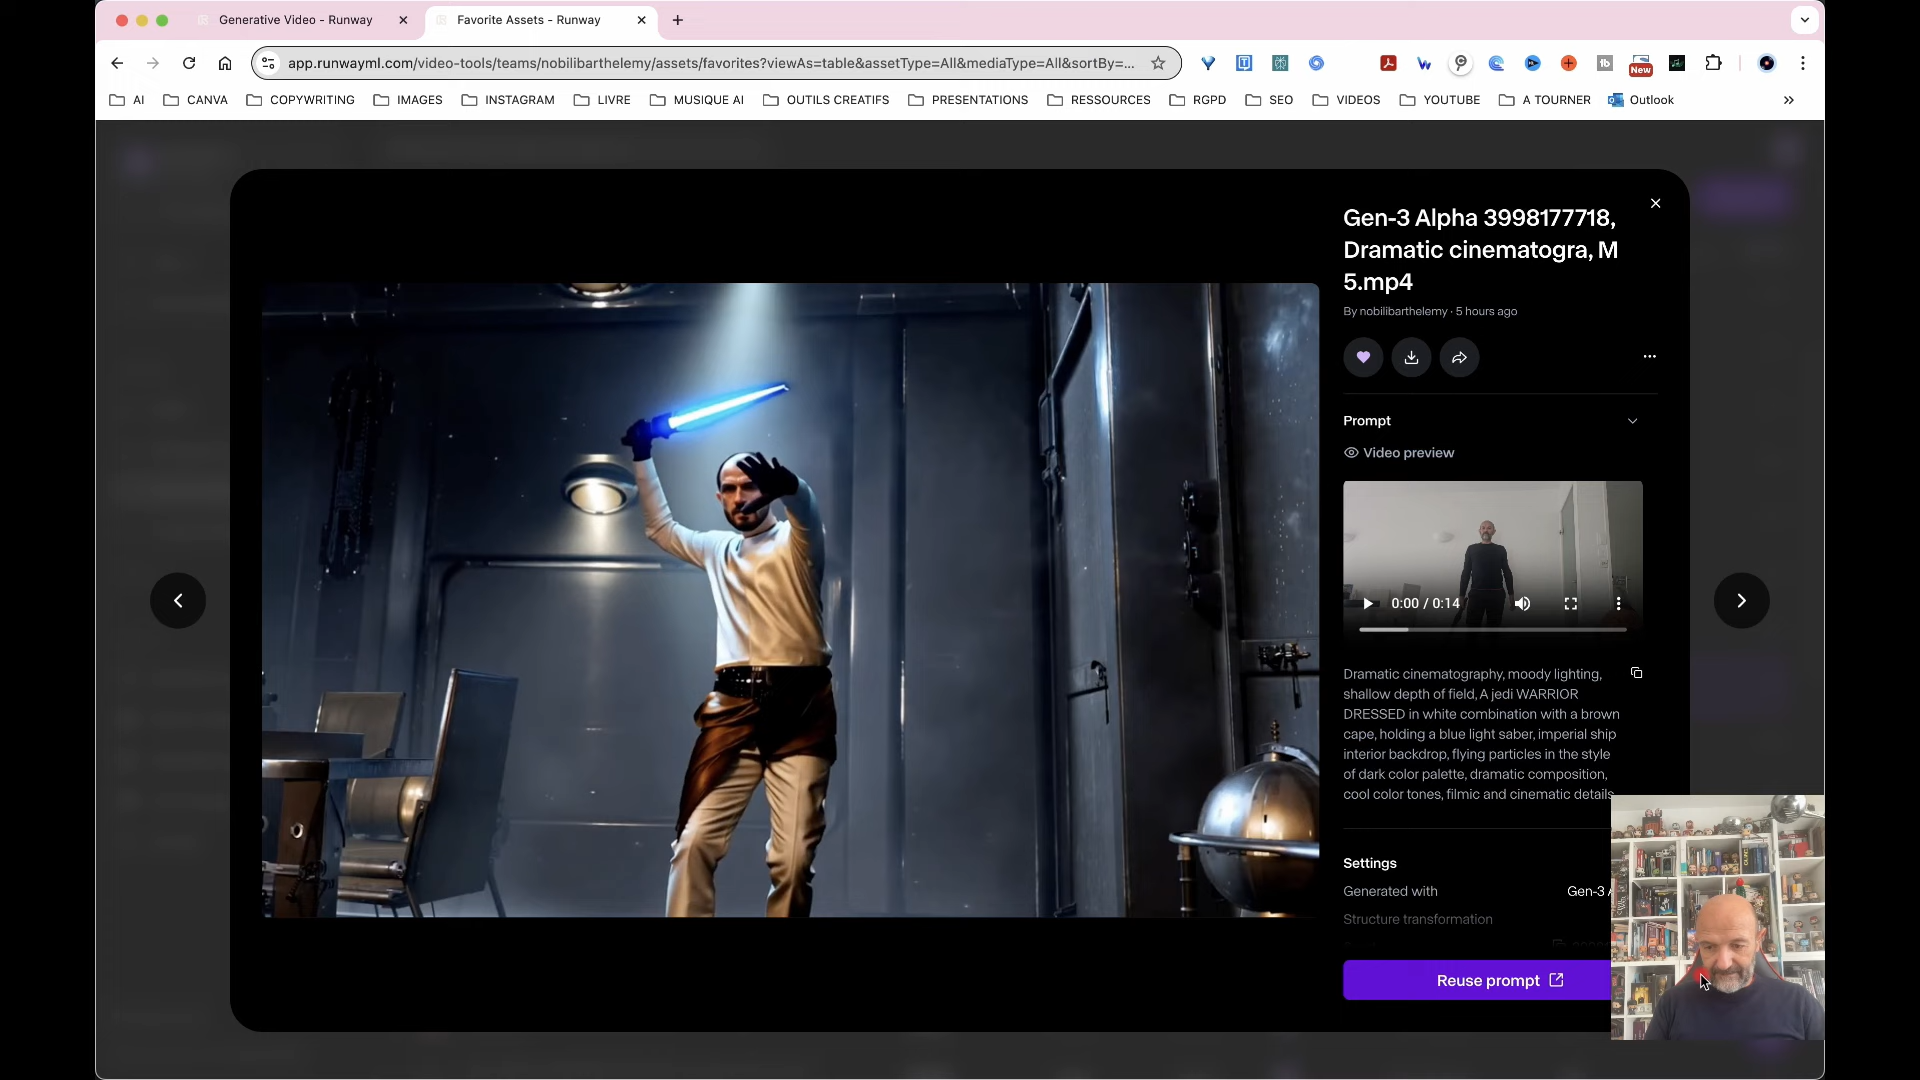 Generative Video - Runway
Favorite Assets - Runway
app.runwayml.com/video-tools/teams/nobilibarthelemy/assets/favorites?viewAs=table&assetType=All&mediaType=All&sortBy=...
New
AI
CANVA
COPYWRITING
IMAGES
INSTAGRAM
LIVRE
MUSIQUE AI
OUTILS CREATIFS
PRESENTATIONS
RESSOURCES
RGPD
SEO
VIDEOS
YOUTUBE
A TOURNER
Outlook
Gen-3 Alpha 3998177718,
Dramatic cinematogra, M
5.mp4
By nobilibarthelemy · 5 hours ago
Prompt
Video preview
0:00 / 0:14
Dramatic cinematography, moody lighting,
shallow depth of field, A jedi WARRIOR
DRESSED in white combination with a brown
cape, holding a blue light saber, imperial ship
interior backdrop, flying particles in the style
of dark color palette, dramatic composition,
cool color tones, filmic and cinematic details
Settings
Generated with
Gen-3
Structure transformation
Reuse prompt